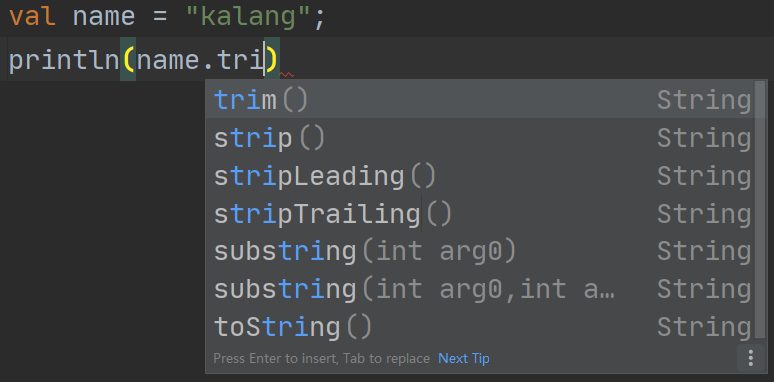 val name = "kalang";
println(name.tri)
trim() String
strip() String
stripLeading() String
stripTrailing() String
substring(int arg0) String
substring(int arg0,int a… String
toString() String
Press Enter to insert, Tab to replace Next Tip